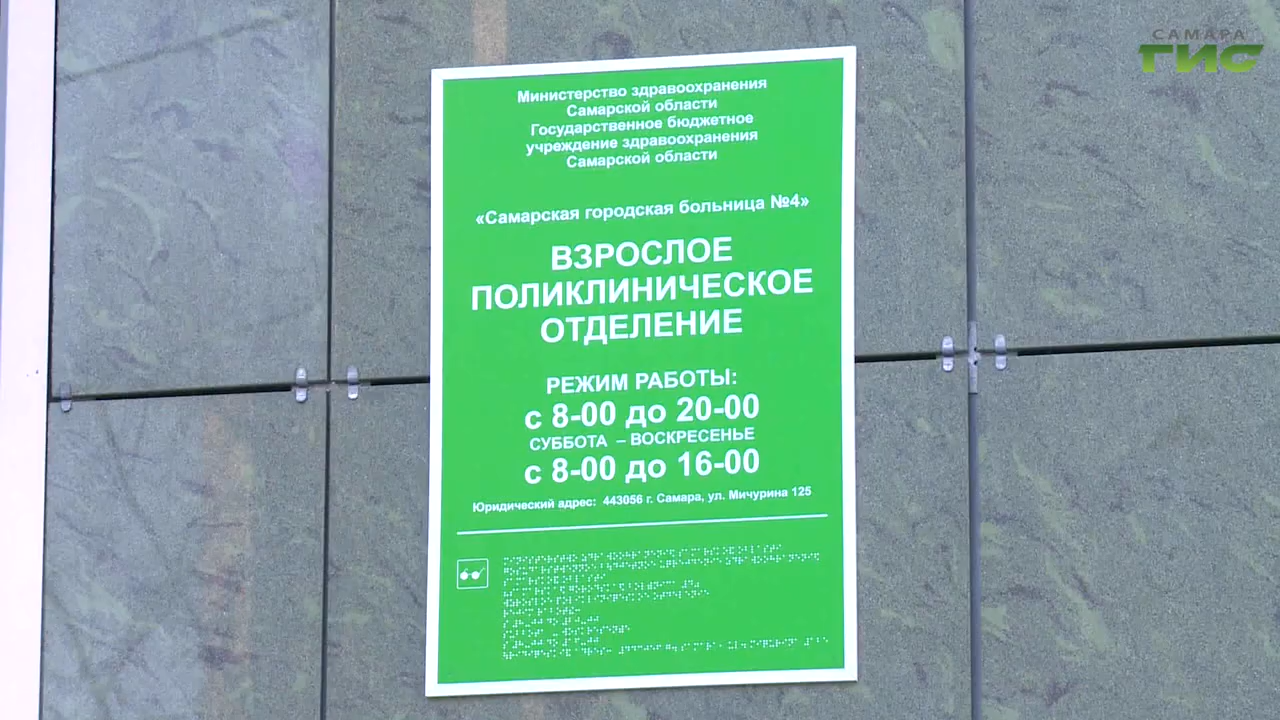 САМАРА
ГИС
Министерство здравоохранения
Самарской области
Государственное бюджетное
учреждение здравоохранения
Самарской области
«Самарская городская больница №4»
ВЗРОСЛОЕ
ПОЛИКЛИНИЧЕСКОЕ
ОТДЕЛЕНИЕ
РЕЖИМ РАБОТЫ:
с 8-00 до 20-00
СУББОТА – ВОСКРЕСЕНЬЕ
с 8-00 до 16-00
Юридический адрес: 443056 г. Самара, ул. Мичурина 125